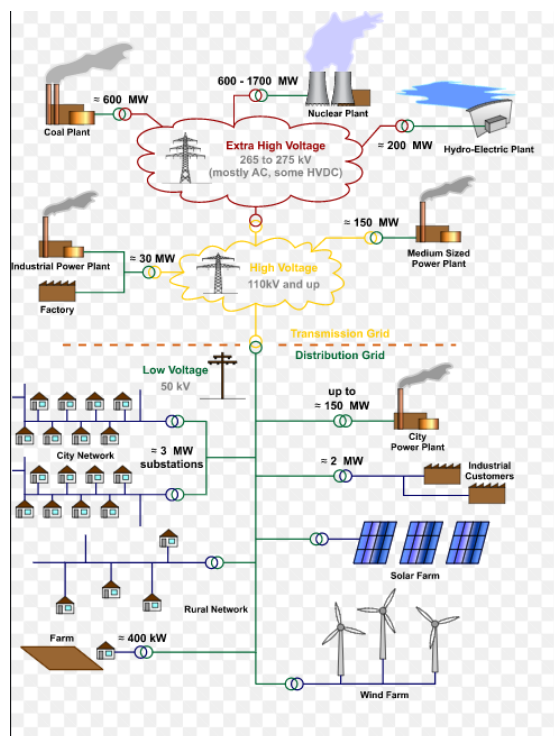 600 - 1700 MW
≈ 600 MW
Coal Plant
Nuclear Plant
Extra High Voltage
265 to 275 kV
(mostly AC, some HVDC)
≈ 200 MW
Hydro-Electric Plant
≈ 150 MW
Medium Sized
Power Plant
Industrial Power Plant
≈ 30 MW
Factory
High Voltage
110kV and up
Transmission Grid
Distribution Grid
Low Voltage
50 kV
up to
≈ 150 MW
City
Power Plant
City Network
≈ 3 MW
substations
≈ 2 MW
Industrial
Customers
Solar Farm
Rural Network
Farm
≈ 400 kW
Wind Farm